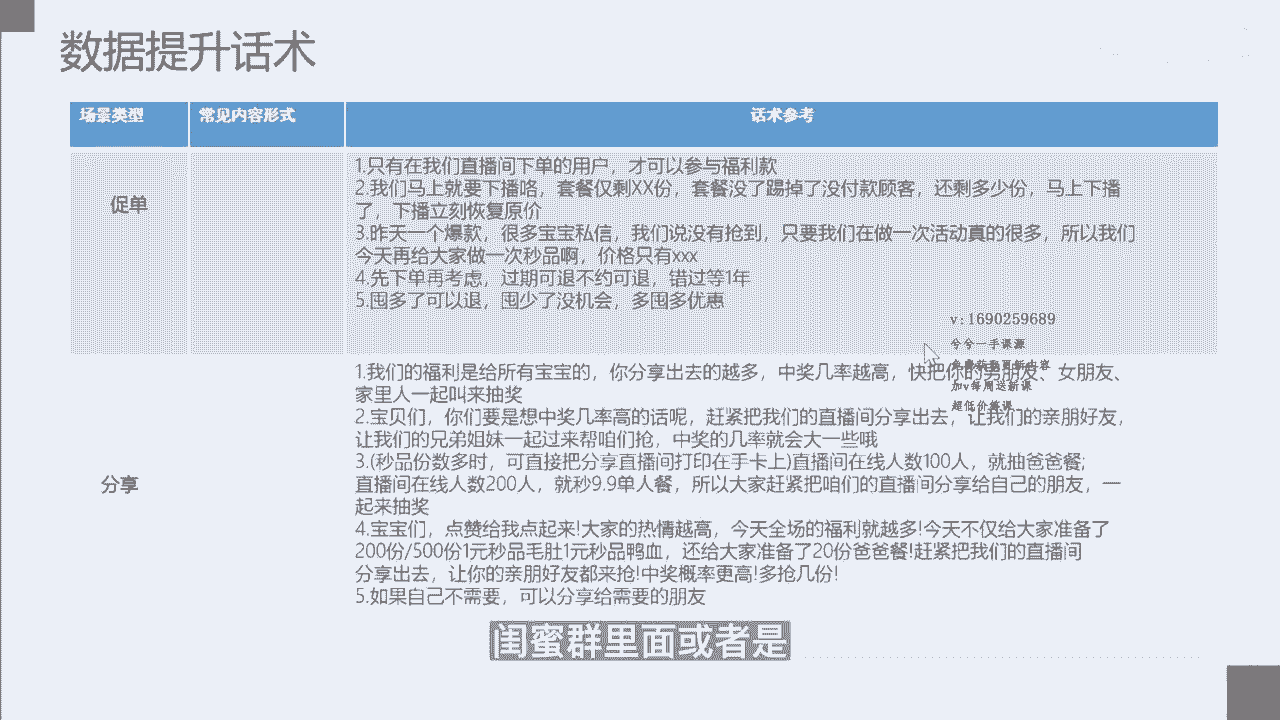 数据提升话术
场景类型
常见内容形式
话术参考
促单
1.只有在我们直播间下单的用户，才可以参与福利款
2.我们马上就要下播咯，套餐仅剩XX份，套餐没了踢掉了没付款顾客，还剩多少份，马上下播
了，下播立刻恢复原价
3.昨天一个爆款，很多宝宝私信，我们说没有抢到，只要我们在做一次活动真的很多，所以我们
今天再给大家做一次秒品啊，价格只有xxx
4.先下单再考虑，过期可退不约可退，错过等1年
5.囤多了可以退，囤少了没机会，多囤多优惠
v:1690259689
兮兮一手课源
免费获取更新内容
加v每周送新课
超低价
分享
1.我们的福利是给所有宝宝的，你分享出去的越多，中奖几率越高，快把你的男朋友、女朋友、
家里人一起叫来抽奖
2.宝贝们，你们要是想中奖几率高的话呢，赶紧把我们的直播间分享出去，让我们的亲朋好友，
让我们的兄弟姐妹一起过来帮咱们抢，中奖的几率就会大一些哦
3.(秒品份数多时，可直接把分享直播间打印在手卡上)直播间在线人数100人，就抽爸爸餐;
直播间在线人数200人，就秒9.9单人餐，所以大家赶紧把咱们的直播间分享给自己的朋友，一
起来抽奖
4.宝宝们，点赞给我点起来!大家的热情越高，今天全场的福利就越多!今天不仅给大家准备了
200份/500份1元秒品毛肚1元秒品鸭血，还给大家准备了20份爸爸餐!赶紧把我们的直播间
分享出去，让你的亲朋好友都来抢!中奖概率更高!多抢几份!
5.如果自己不需要，可以分享给需要的朋友
闺蜜群里面或者是